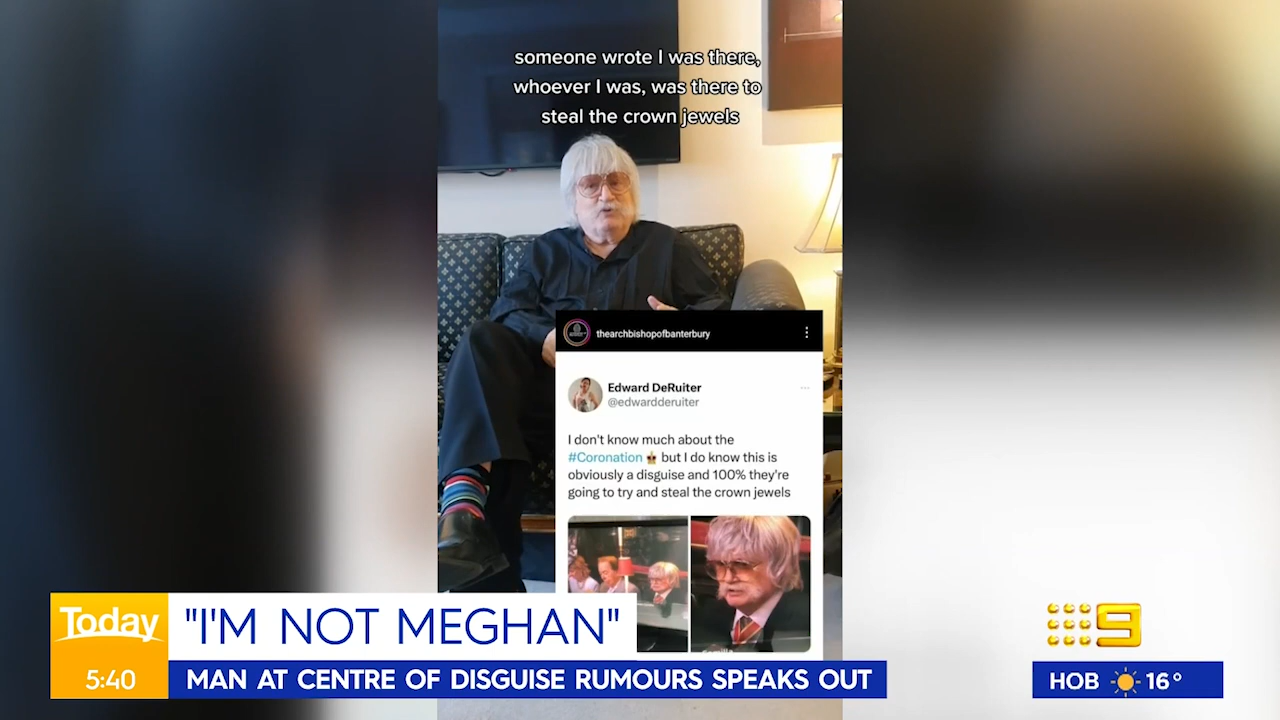 someone wrote I was there,
whoever I was, was there to
steal the crown jewels
thearchbishopofbanterbury
Edward DeRuiter
@edwardderuiter
I don't know much about the
#Coronation but I do know this is
obviously a disguise and 100% they're
going to try and steal the crown jewels
Today
5:40
"I'M NOT MEGHAN"
MAN AT CENTRE OF DISGUISE RUMOURS SPEAKS OUT
9
HOB 16°